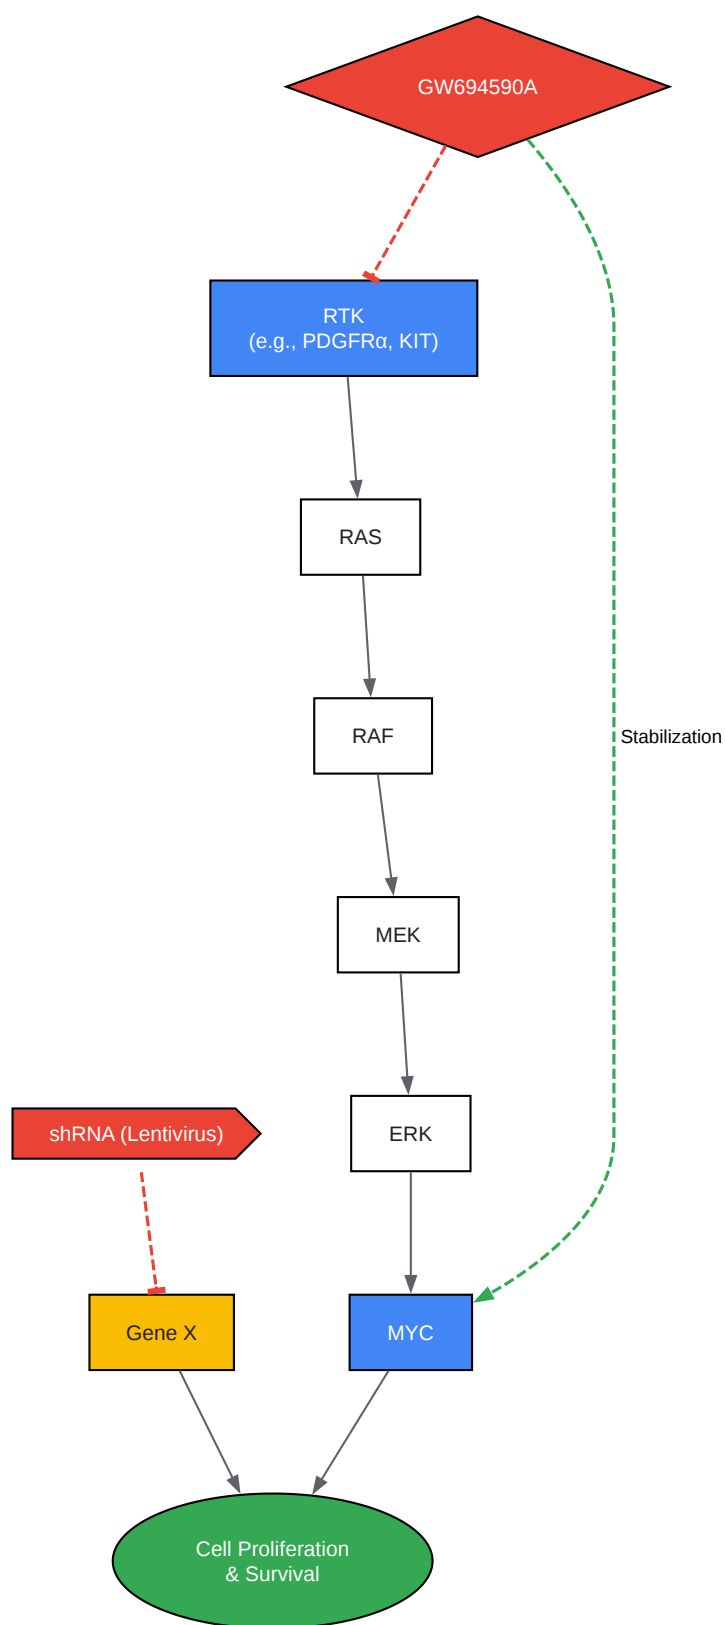 GW694590A
RTK
(e.g., PDGFRα, KIT)
RAS
RAF
Stabilization
MEK
shRNA (Lentivirus)
ERK
Gene X
MYC
Cell Proliferation
& Survival